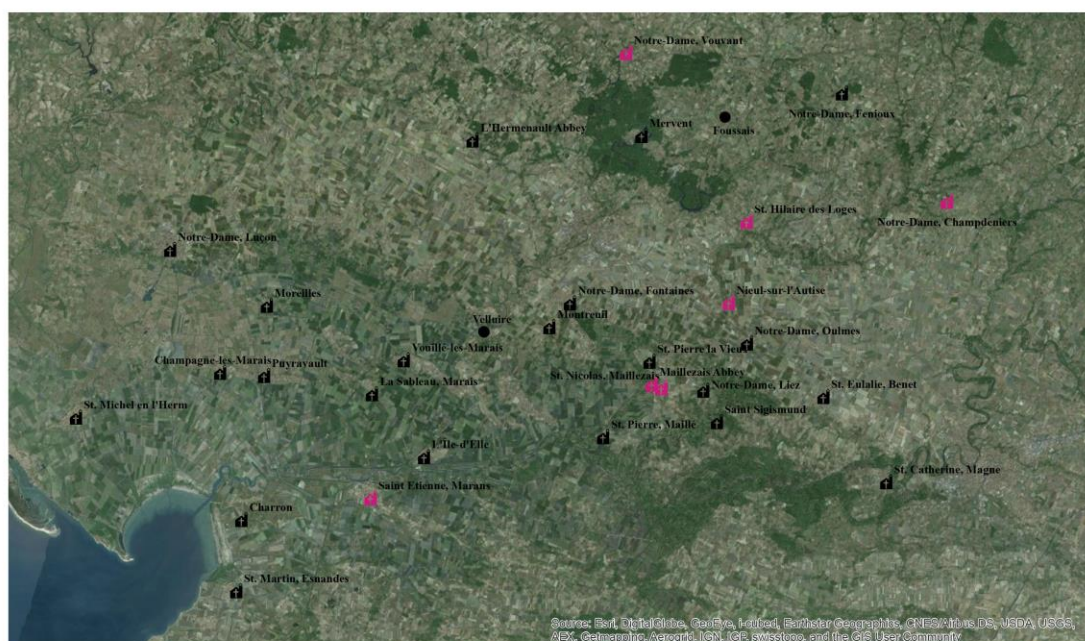 Notre-Dame, Vouvant
Notre-Dame, Fenioux
Foussais
L'Hermenault Abbey
Mervent
St. Hilaire des Loges
Notre-Dame, Champdeniers
Notre-Dame, Luçon
Moreilles
Notre-Dame, Fontaines
Nieul-sur-l'Autise
Montreuil
Velluire
Notre-Dame, Oulmes
Vouillé-les-Marais
St. Pierre la Vieux
Champagne-les-Marais
Puyravault
Maillezais Abbey
St. Nicolas, Maillezais
La Sableau, Marais
Notre-Dame, Liez
St. Eulalie, Benet
St. Michel en l'Herm
Saint Sigismund
St. Pierre, Maillé
L'Île-d'Elle
St. Catherine, Magne
Saint Etienne, Marans
Charron
St. Martin, Esnandes
Source: Esri, DigitalGlobe, GeoEye, i-cubed, Earthstar Geographics, CNES/Airbus DS, USDA, USGS,
AEX, Getmapping, Aerogrid, IGN, IGP, swisstopo, and the GIS User Communit